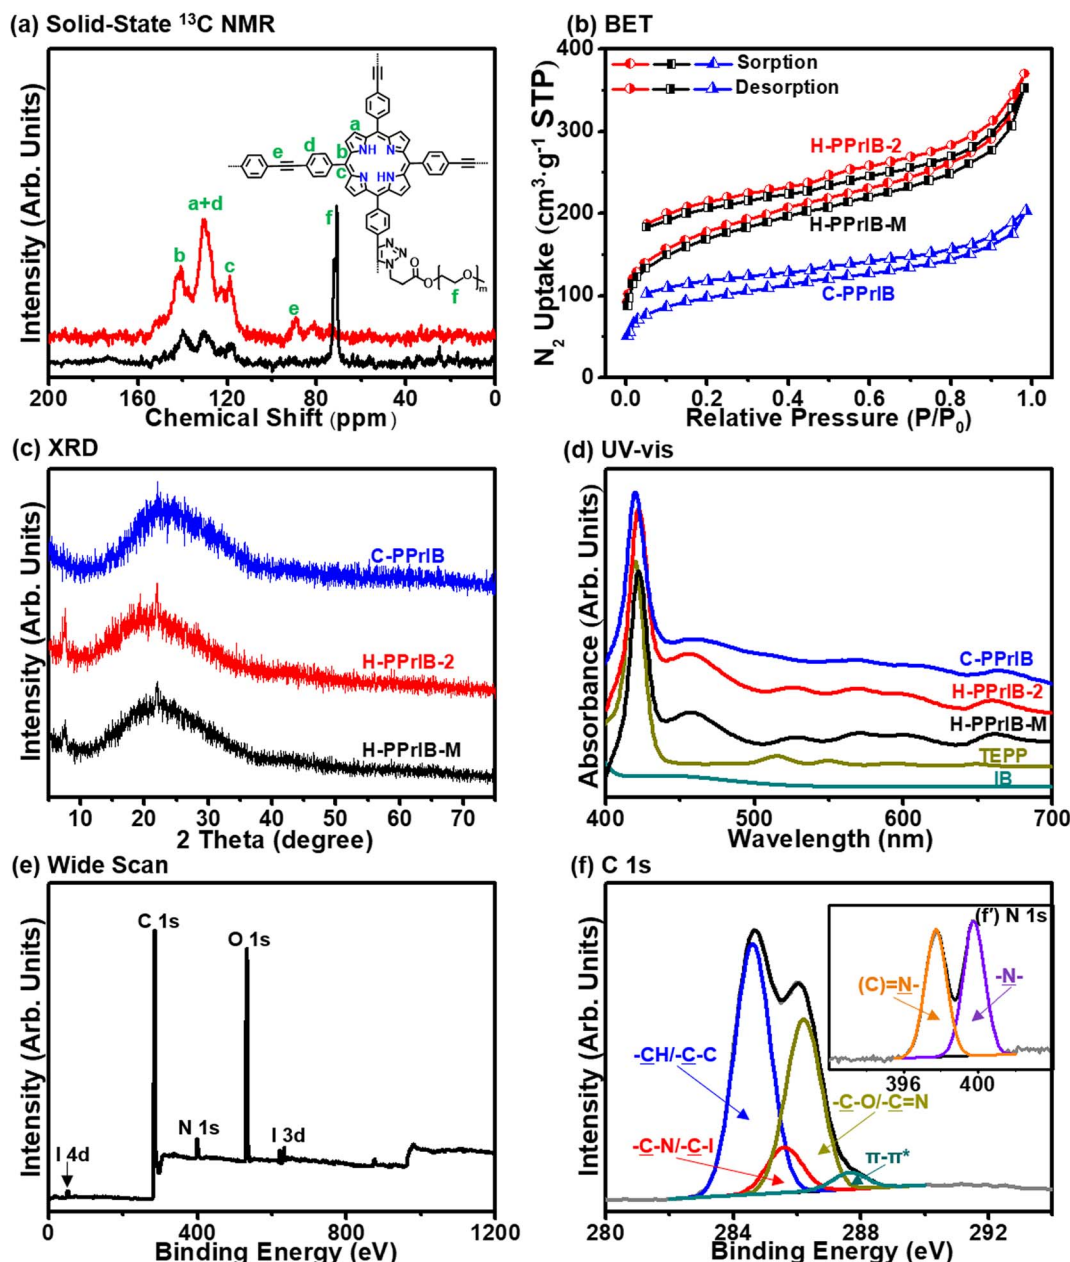 (a) Solid-State ¹³C NMR
Intensity (Arb. Units)
a+d
b
c
e
f
a
b
c
d
e
NH
N
N
HN
N
N
N
O
O
O
m
f
200 160 120 80 40 0
Chemical Shift (ppm)
(b) BET
N₂ Uptake (cm³·g⁻¹ STP)
400
300
200
100
0
Sorption
Desorption
H-PPrIB-2
H-PPrIB-M
C-PPrIB
0.0 0.2 0.4 0.6 0.8 1.0
Relative Pressure (P/P₀)
(c) XRD
Intensity (Arb. Units)
C-PPrIB
H-PPrIB-2
H-PPrIB-M
10 20 30 40 50 60 70
2 Theta (degree)
(d) UV-vis
Absorbance (Arb. Units)
C-PPrIB
H-PPrIB-2
H-PPrIB-M
TEPP
IB
400 500 600 700
Wavelength (nm)
(e) Wide Scan
Intensity (Arb. Units)
C 1s
O 1s
N 1s
I 3d
I 4d
0 400 800 1200
Binding Energy (eV)
(f) C 1s
Intensity (Arb. Units)
(f′) N 1s
(C)=N-
-N-
396 400
-CH/-C-C
-C-O/-C=N
-C-N/-C-I
π-π*
280 284 288 292
Binding Energy (eV)